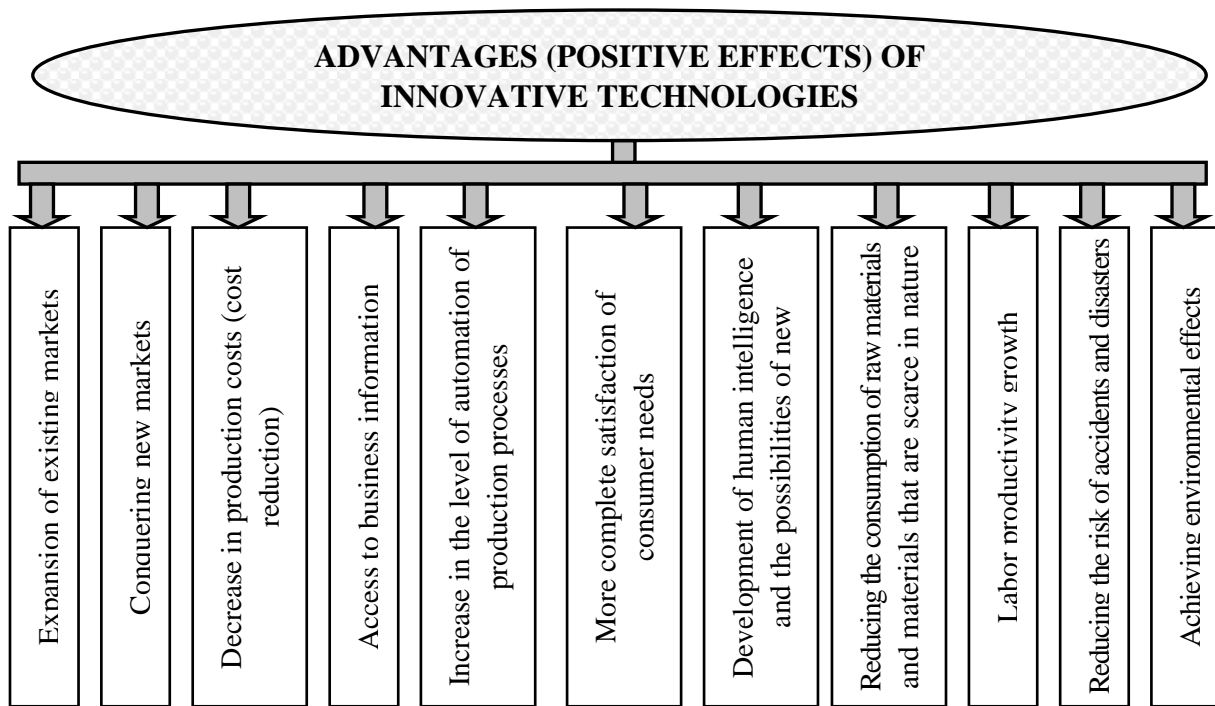 ADVANTAGES (POSITIVE EFFECTS) OF
INNOVATIVE TECHNOLOGIES
Expansion of existing markets
Conquering new markets
Decrease in production costs (cost
reduction)
Access to business information
Increase in the level of automation of
production processes
More complete satisfaction of
consumer needs
Development of human intelligence
and the possibilities of new
Reducing the consumption of raw materials
and materials that are scarce in nature
Labor productivity growth
Reducing the risk of accidents and disasters
Achieving environmental effects